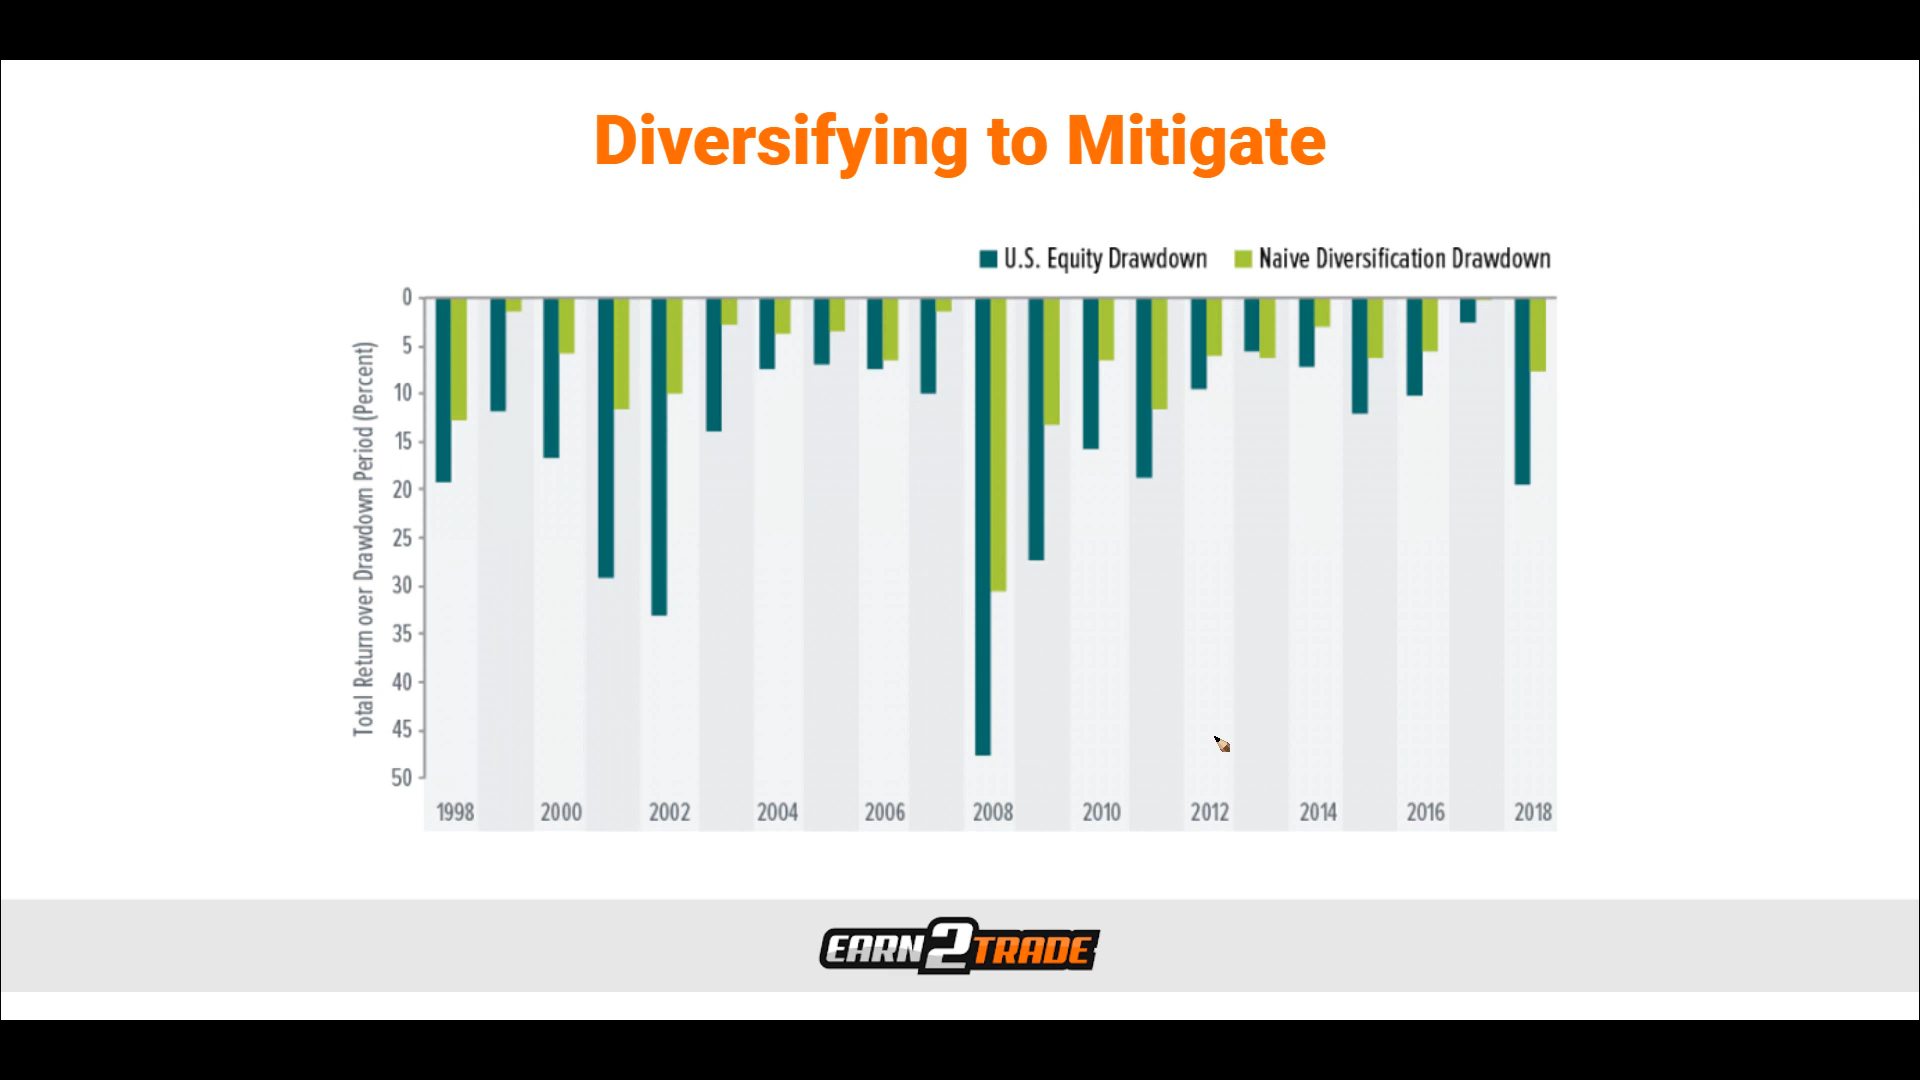 Diversifying to Mitigate
U.S. Equity Drawdown Naive Diversification Drawdown
Total Return over Drawdown Period (Percent)
0
5
10
15
20
25
30
35
40
45
50
1998 2000 2002 2004 2006 2008 2010 2012 2014 2016 2018
EARN2TRADE